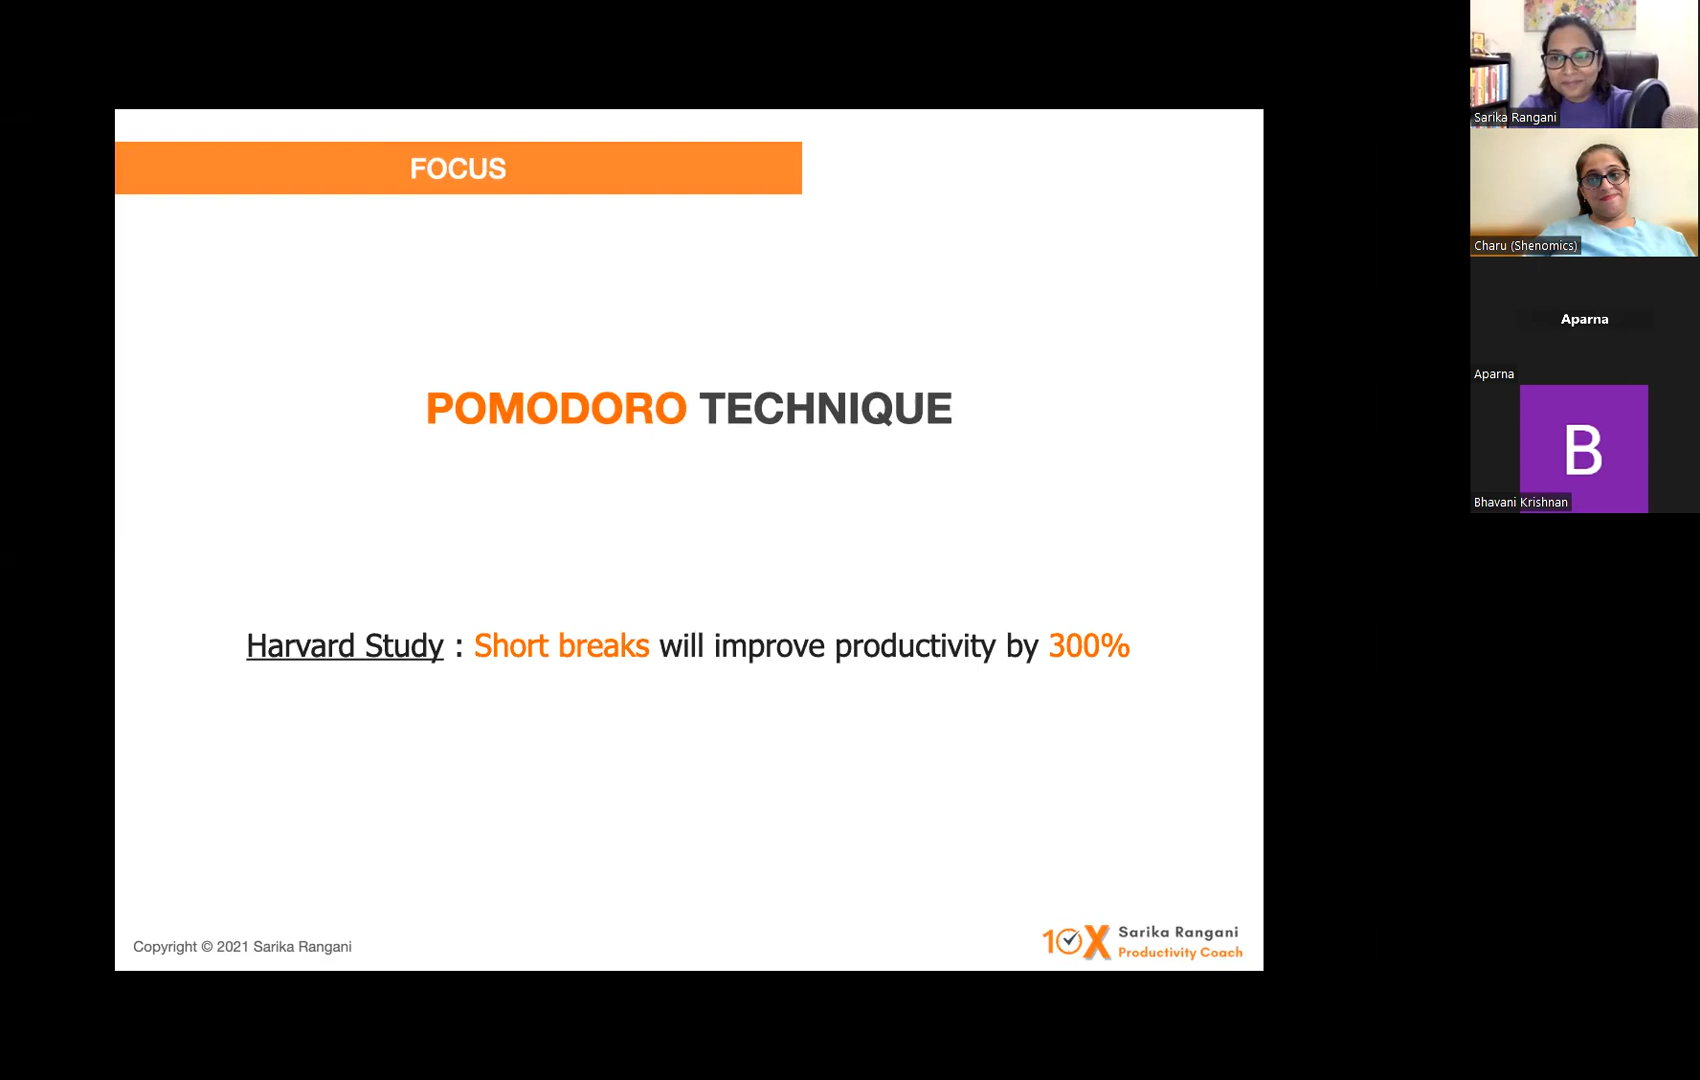 FOCUS
POMODORO TECHNIQUE
Harvard Study : Short breaks will improve productivity by 300%
Copyright © 2021 Sarika Rangani
10X
Sarika Rangani
Productivity Coach
Sarika Rangani
Charu (Shenomics)
Aparna
Aparna
B
Bhavani Krishnan